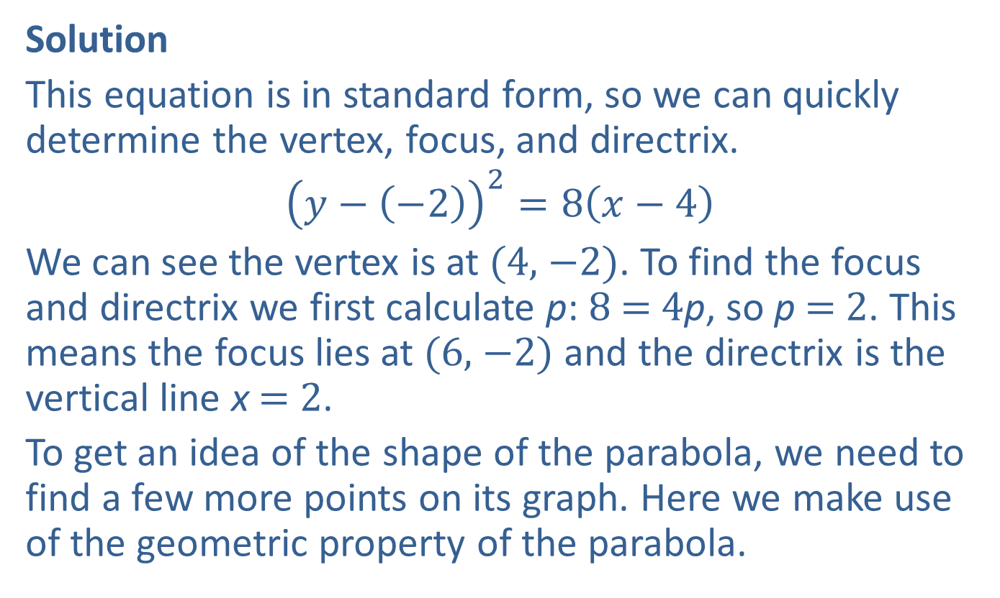 Solution
This equation is in standard form, so we can quickly
determine the vertex, focus, and directrix.
(y − (−2))² = 8(x − 4)
We can see the vertex is at (4, −2). To find the focus
and directrix we first calculate p: 8 = 4p, so p = 2. This
means the focus lies at (6, −2) and the directrix is the
vertical line x = 2.
To get an idea of the shape of the parabola, we need to
find a few more points on its graph. Here we make use
of the geometric property of the parabola.